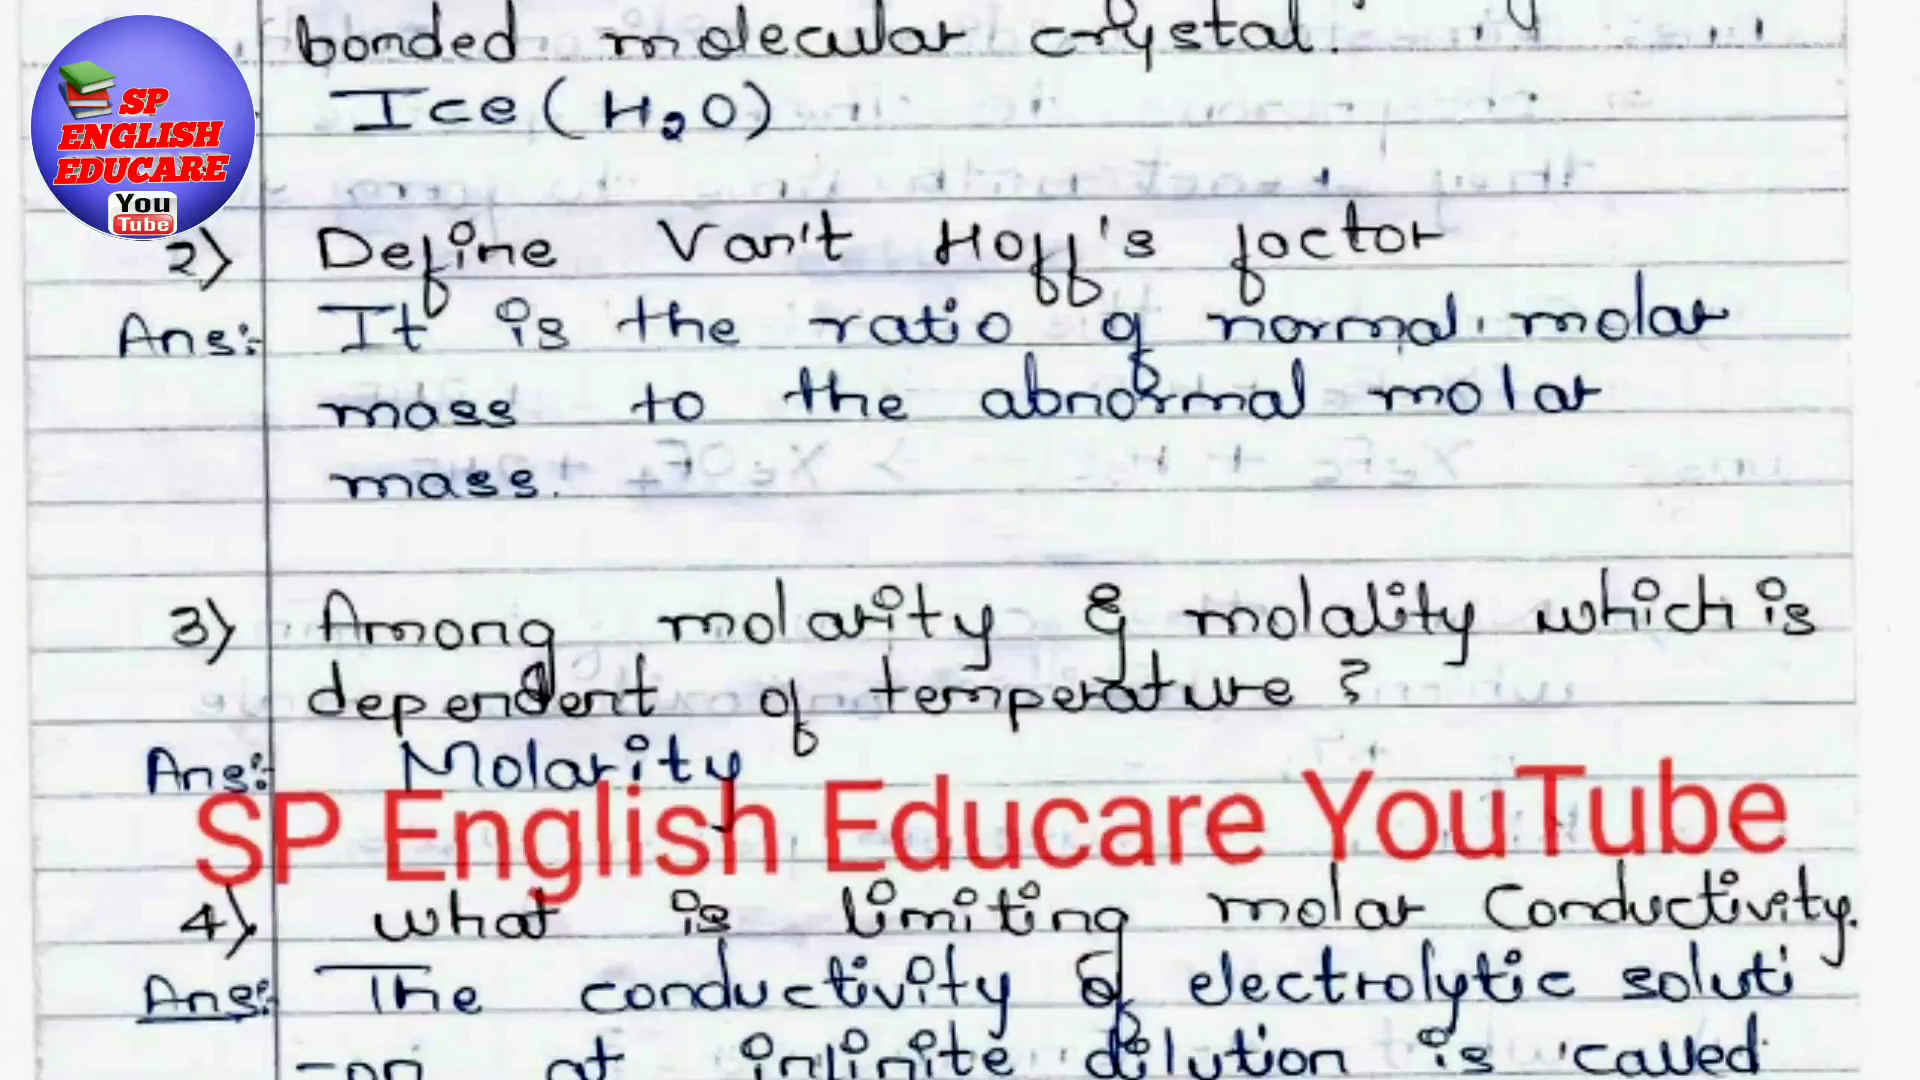 bonded molecular crystal.
Ice (H2O)
SP
ENGLISH
EDUCARE
You
Tube
2) Define Van't Hoff's factor
Ans:- It is the ratio of normal molar
mass to the abnormal molar
mass.
3) Among molarity & molality which is
dependent of temperature ?
Ans:- Molarity
SP English Educare YouTube
4) What is limiting molar Conductivity.
Ans:- The conductivity of electrolytic soluti
-on at infinite dilution is called